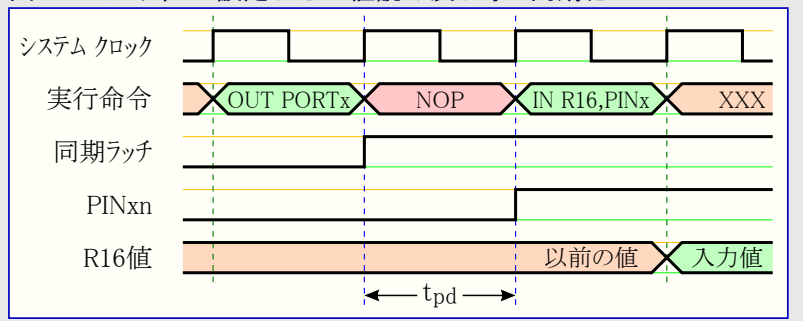 システム クロック
実行命令 OUT PORTx NOP IN R16,PINx XXX
同期ラッチ
PINxn
R16値 以前の値 入力値
tpd